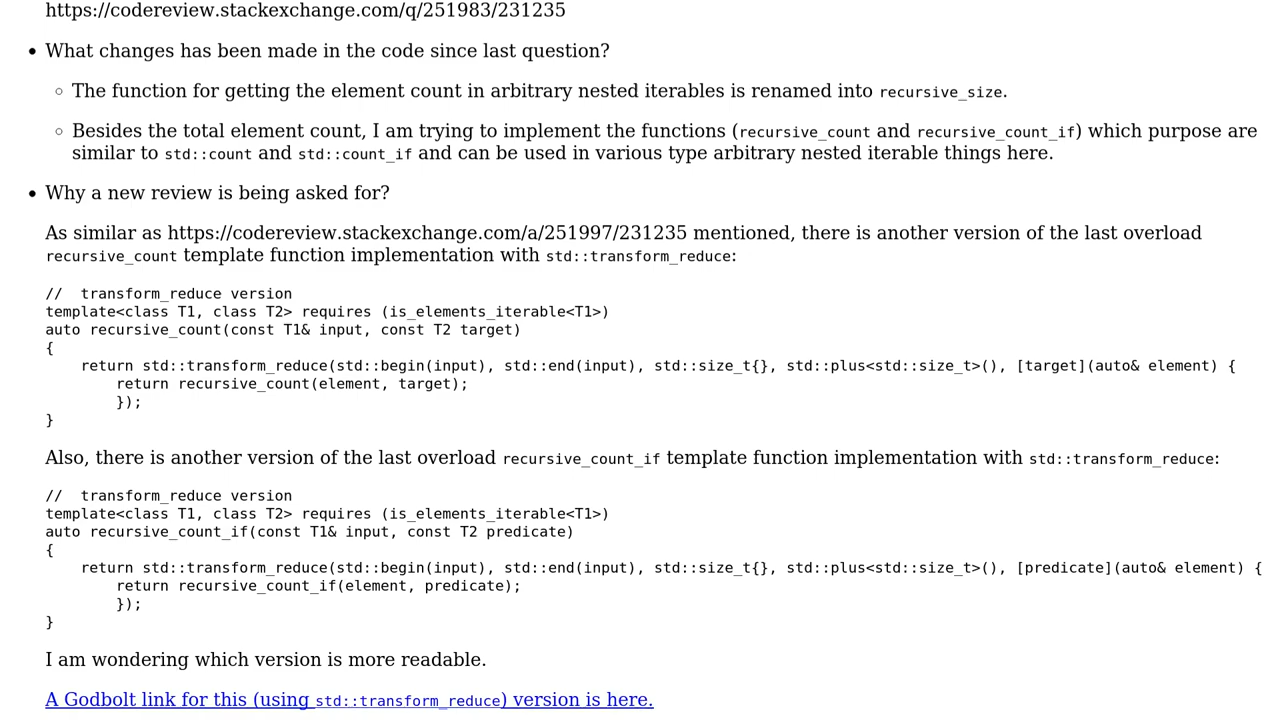 https://codereview.stackexchange.com/q/251983/231235
• What changes has been made in the code since last question?
◦ The function for getting the element count in arbitrary nested iterables is renamed into recursive_size.
◦ Besides the total element count, I am trying to implement the functions (recursive_count and recursive_count_if) which purpose are
similar to std::count and std::count_if and can be used in various type arbitrary nested iterable things here.
• Why a new review is being asked for?
As similar as https://codereview.stackexchange.com/a/251997/231235 mentioned, there is another version of the last overload
recursive_count template function implementation with std::transform_reduce:
//  transform_reduce version
template<class T1, class T2> requires (is_elements_iterable<T1>)
auto recursive_count(const T1& input, const T2 target)
{
    return std::transform_reduce(std::begin(input), std::end(input), std::size_t{}, std::plus<std::size_t>(), [target](auto& element) {
        return recursive_count(element, target);
        });
}
Also, there is another version of the last overload recursive_count_if template function implementation with std::transform_reduce:
//  transform_reduce version
template<class T1, class T2> requires (is_elements_iterable<T1>)
auto recursive_count_if(const T1& input, const T2 predicate)
{
    return std::transform_reduce(std::begin(input), std::end(input), std::size_t{}, std::plus<std::size_t>(), [predicate](auto& element) {
        return recursive_count_if(element, predicate);
        });
}
I am wondering which version is more readable.
A Godbolt link for this (using std::transform_reduce) version is here.